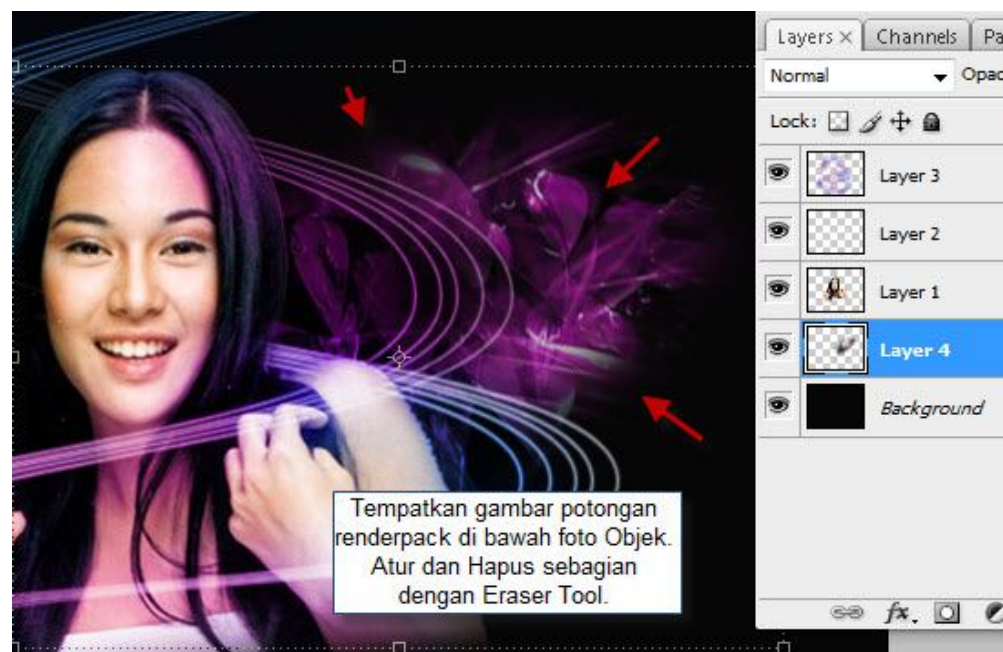 Layers × Channels Pa
Normal Opac
Lock:
Layer 3
Layer 2
Layer 1
Layer 4
Background
Tempatkan gambar potongan
renderpack di bawah foto Objek.
Atur dan Hapus sebagian
dengan Eraser Tool.
fx.